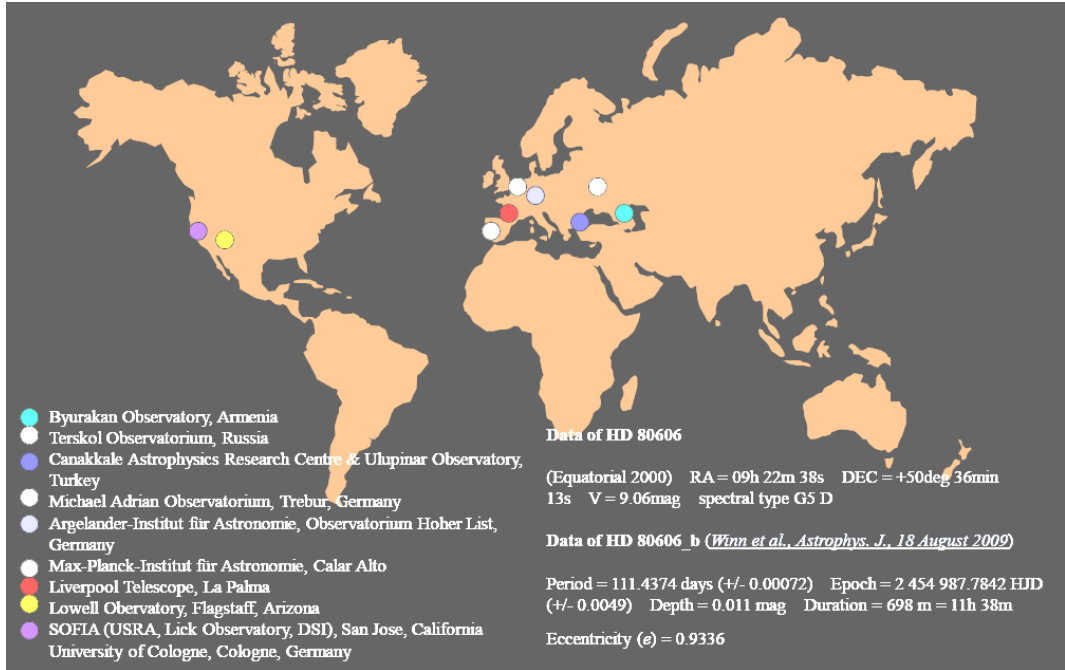 Byurakan Observatory, Armenia
Terskol Observatorium, Russia
Canakkale Astrophysics Research Centre & Ulupinar Observatory,
Turkey
Michael Adrian Observatorium, Trebur, Germany
Argelander-Institut für Astronomie, Observatorium Hoher List,
Germany
Max-Planck-Institut für Astronomie, Calar Alto
Liverpool Telescope, La Palma
Lowell Obervatory, Flagstaff, Arizona
SOFIA (USRA, Lick Observatory, DSI), San Jose, California
University of Cologne, Cologne, Germany
Data of HD 80606
(Equatorial 2000) RA = 09h 22m 38s DEC = +50deg 36min
13s V = 9.06mag spectral type G5 D
Data of HD 80606_b (Winn et al., Astrophys. J., 18 August 2009)
Period = 111.4374 days (+/- 0.00072) Epoch = 2 454 987.7842 HJD
(+/- 0.0049) Depth = 0.011 mag Duration = 698 m = 11h 38m
Eccentricity (e) = 0.9336